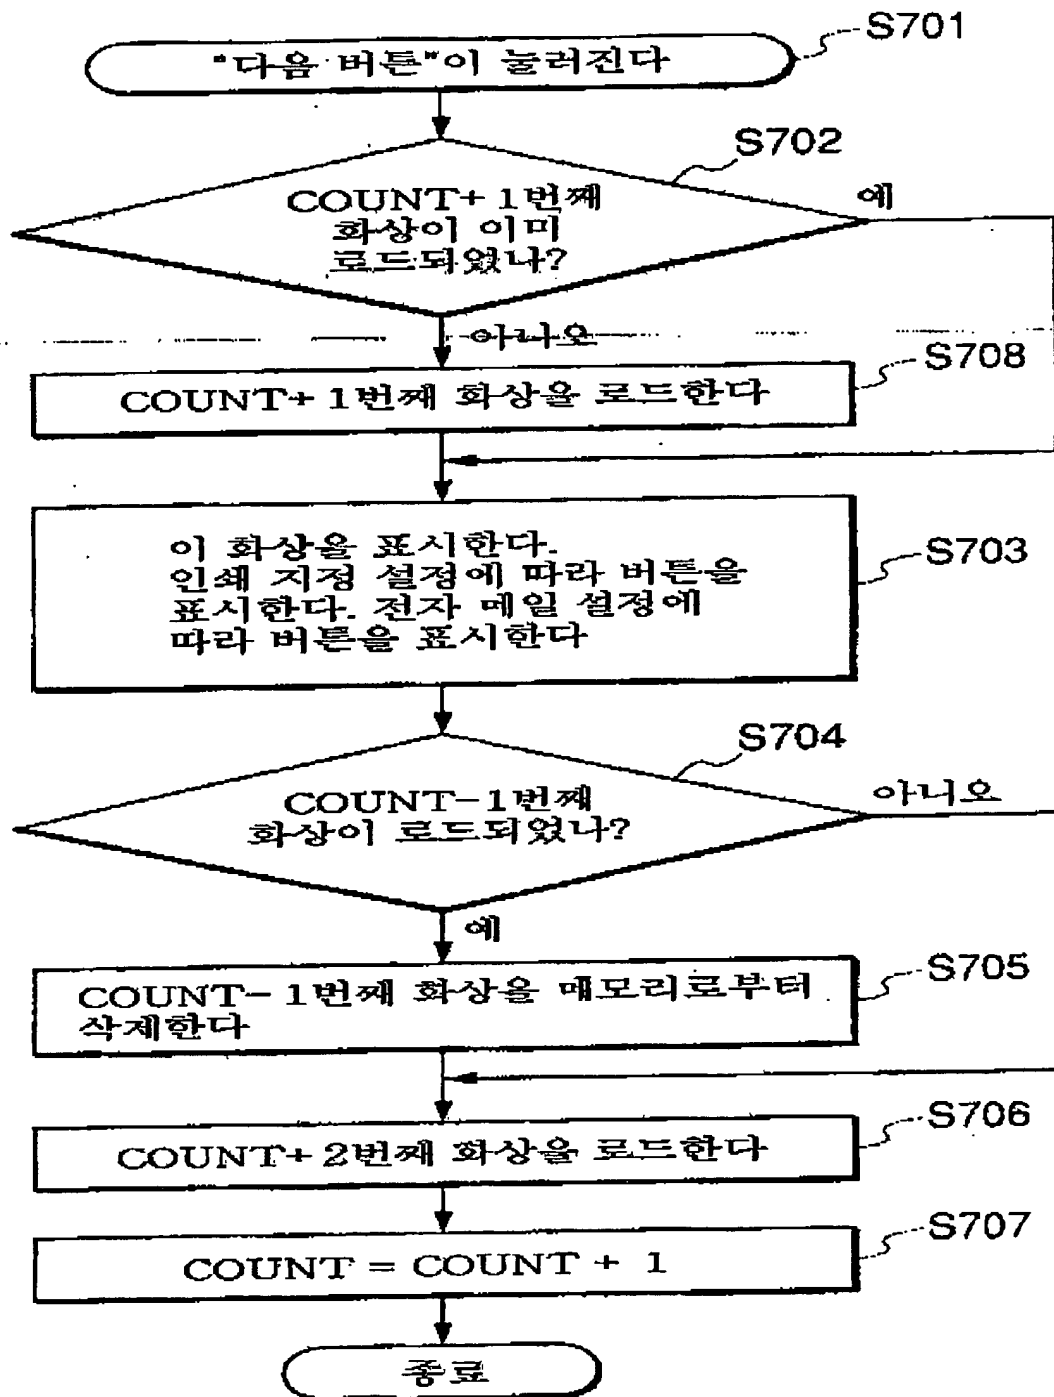 S701
"다음 버튼"이 눌러진다
S702
COUNT+1번째
화상이 이미
로드되었나?
예
아니오
S708
COUNT+1번째 화상을 로드한다
S703
이 화상을 표시한다.
인쇄 지정 설정에 따라 버튼을
표시한다. 전자 메일 설정에
따라 버튼을 표시한다
S704
COUNT-1번째
화상이 로드되었나?
아니오
예
S705
COUNT-1번째 화상을 메모리로부터
삭제한다
S706
COUNT+2번째 화상을 로드한다
S707
COUNT = COUNT + 1
종료